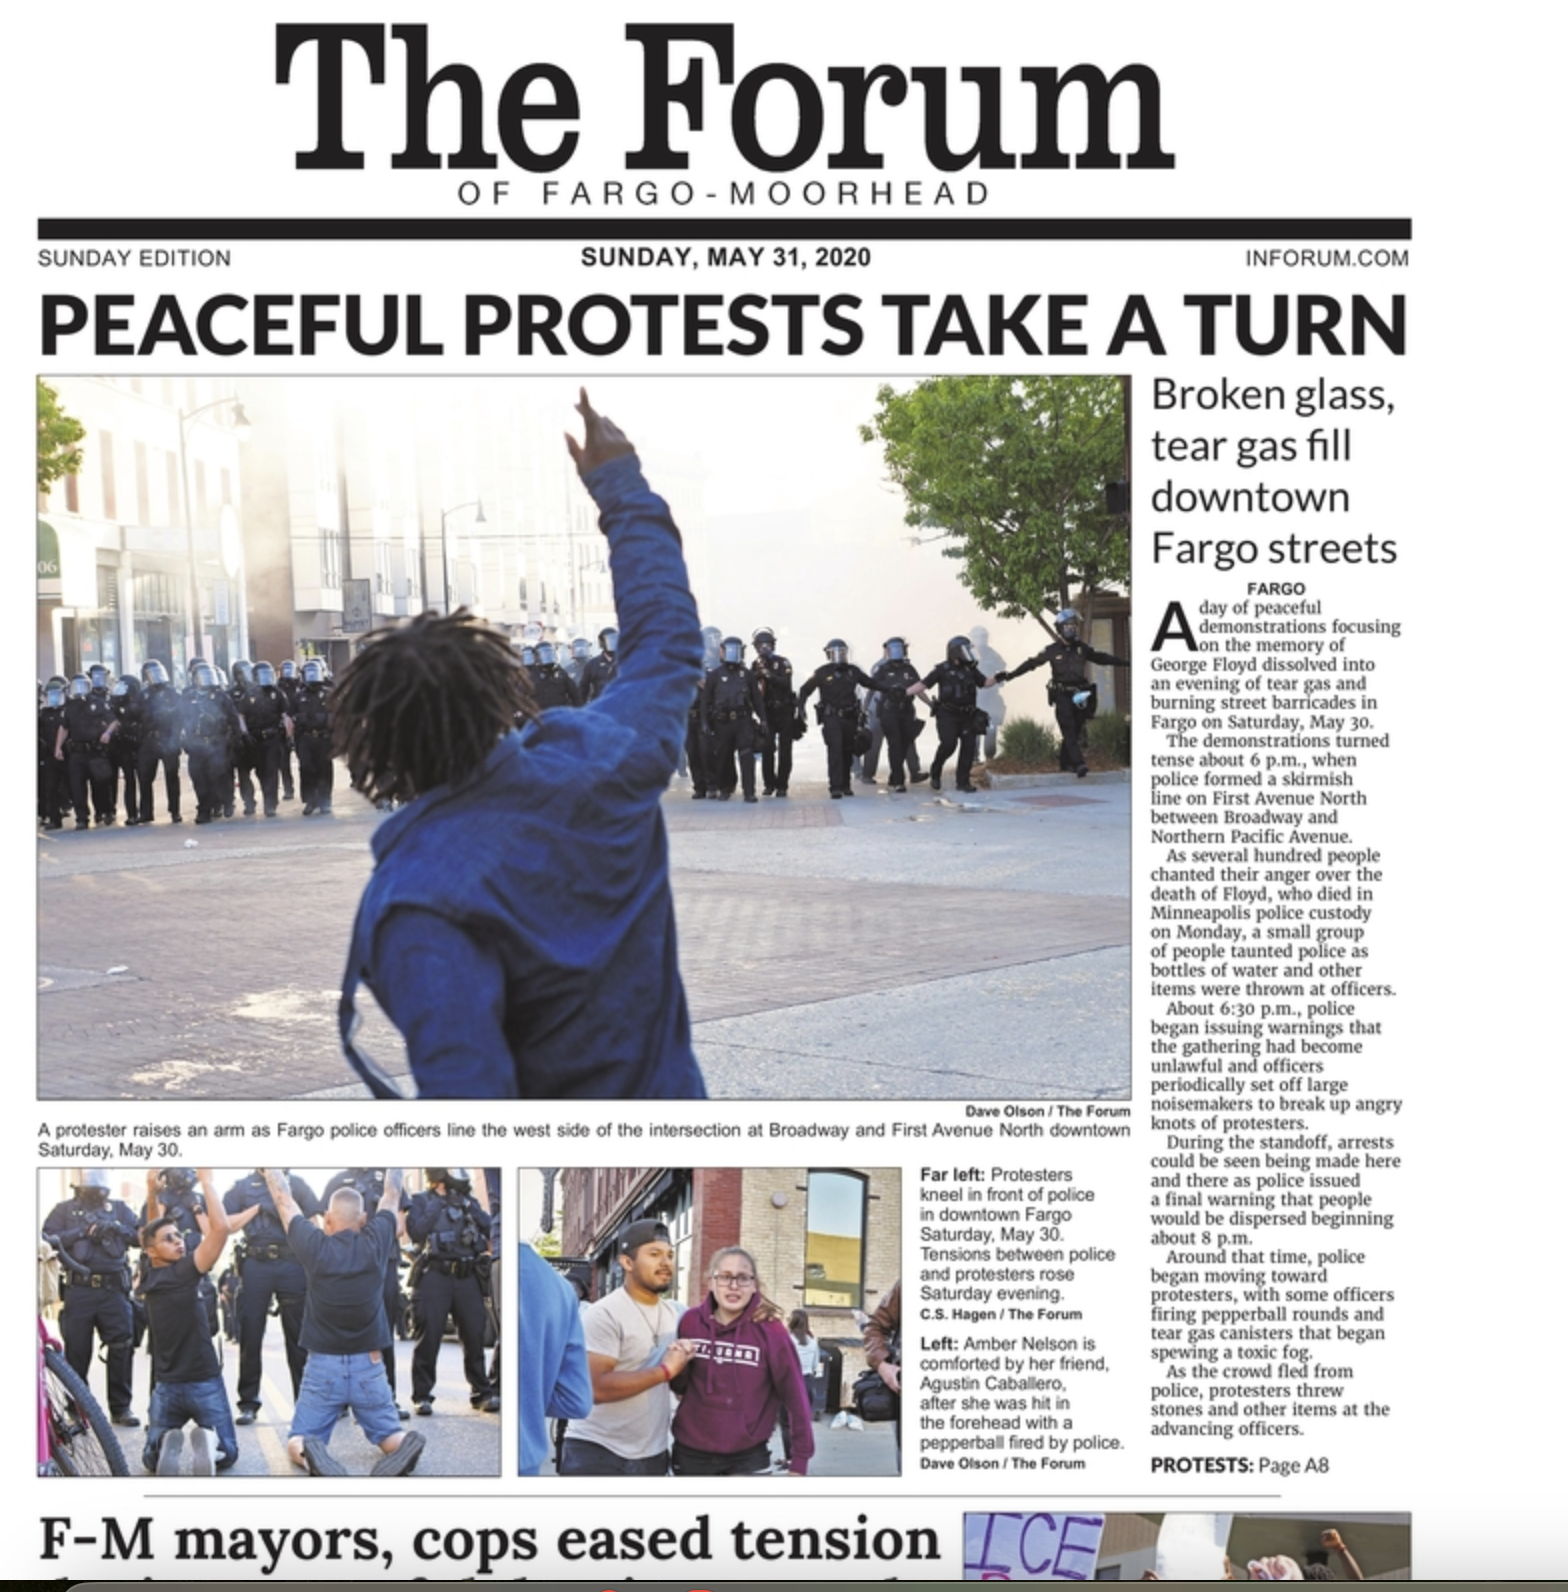 The Forum
OF FARGO-MOORHEAD
SUNDAY EDITION
SUNDAY, MAY 31, 2020
INFORUM.COM
PEACEFUL PROTESTS TAKE A TURN
06
Dave Olson / The Forum
A protester raises an arm as Fargo police officers line the west side of the intersection at Broadway and First Avenue North downtown
Saturday, May 30.
Far left: Protesters
kneel in front of police
in downtown Fargo
Saturday, May 30.
Tensions between police
and protesters rose
Saturday evening.
C.S. Hagen / The Forum
Left: Amber Nelson is
comforted by her friend,
Agustin Caballero,
after she was hit in
the forehead with a
pepperball fired by police.
Dave Olson / The Forum
Broken glass,
tear gas fill
downtown
Fargo streets
FARGO
A day of peaceful
demonstrations focusing
on the memory of
George Floyd dissolved into
an evening of tear gas and
burning street barricades in
Fargo on Saturday, May 30.
The demonstrations turned
tense about 6 p.m., when
police formed a skirmish
line on First Avenue North
between Broadway and
Northern Pacific Avenue.
As several hundred people
chanted their anger over the
death of Floyd, who died in
Minneapolis police custody
on Monday, a small group
of people taunted police as
bottles of water and other
items were thrown at officers.
About 6:30 p.m., police
began issuing warnings that
the gathering had become
unlawful and officers
periodically set off large
noisemakers to break up angry
knots of protesters.
During the standoff, arrests
could be seen being made here
and there as police issued
a final warning that people
would be dispersed beginning
about 8 p.m.
Around that time, police
began moving toward
protesters, with some officers
firing pepperball rounds and
tear gas canisters that began
spewing a toxic fog.
As the crowd fled from
police, protesters threw
stones and other items at the
advancing officers.
PROTESTS: Page A8
F-M mayors, cops eased tension
ICE